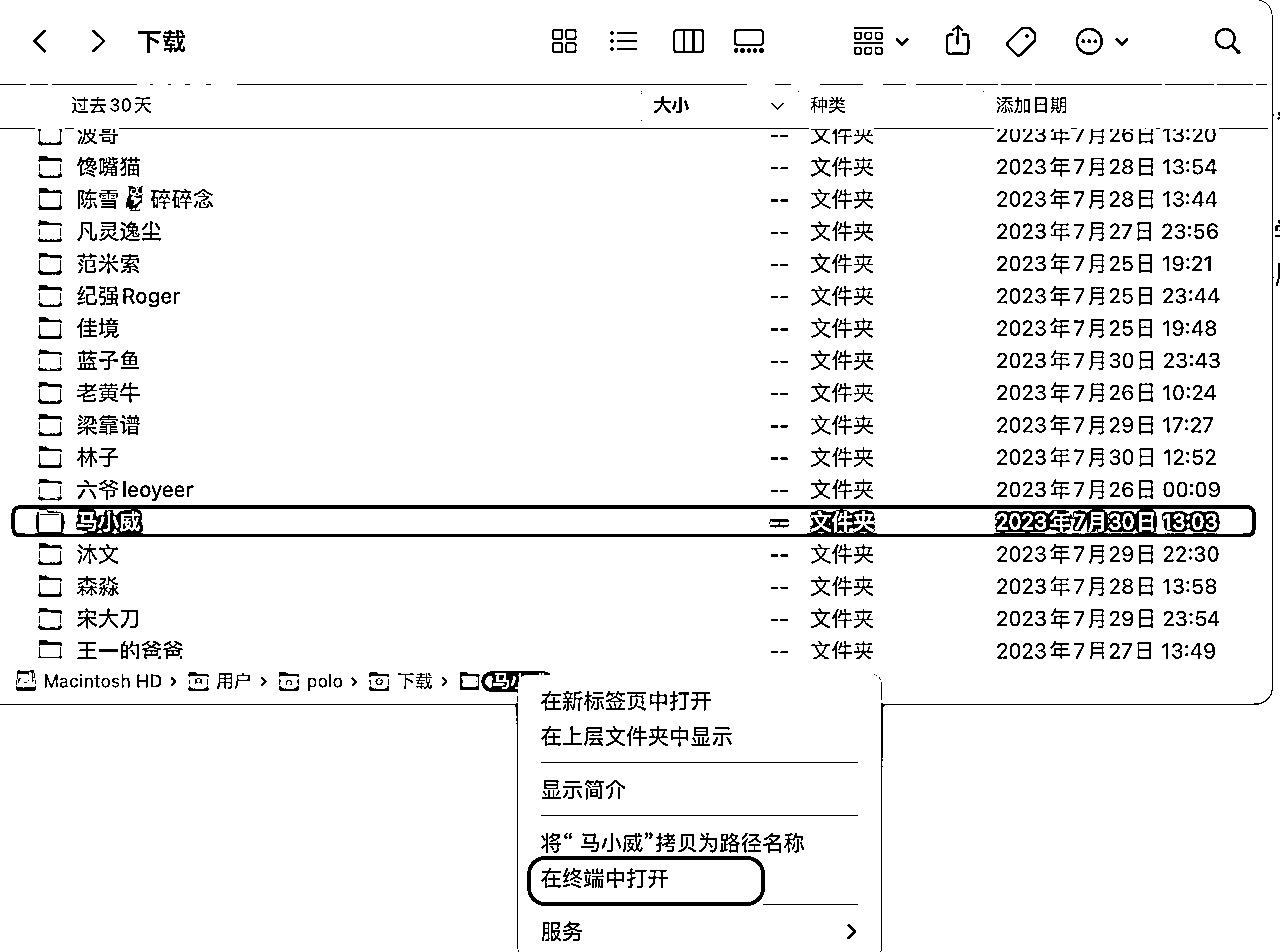 下载
过去30天 大小 种类 添加日期
波哥 -- 文件夹 2023年7月26日 13:20
馋嘴猫 -- 文件夹 2023年7月28日 13:54
陈雪🦉碎碎念 -- 文件夹 2023年7月28日 13:44
凡灵逸尘 -- 文件夹 2023年7月27日 23:56
范米索 -- 文件夹 2023年7月25日 19:21
纪强Roger -- 文件夹 2023年7月25日 23:44
佳境 -- 文件夹 2023年7月25日 19:48
蓝子鱼 -- 文件夹 2023年7月30日 23:43
老黄牛 -- 文件夹 2023年7月26日 10:24
梁靠谱 -- 文件夹 2023年7月29日 17:27
林子 -- 文件夹 2023年7月30日 12:52
六爷leoyeer -- 文件夹 2023年7月26日 00:09
马小威 -- 文件夹 2023年7月30日 13:03
沐文 -- 文件夹 2023年7月29日 22:30
森淼 -- 文件夹 2023年7月28日 13:58
宋大刀 -- 文件夹 2023年7月29日 23:54
王一的爸爸 -- 文件夹 2023年7月27日 13:49
Macintosh HD › 用户 › polo › 下载 › 马小
在新标签页中打开
在上层文件夹中显示
显示简介
将“马小威”拷贝为路径名称
在终端中打开
服务